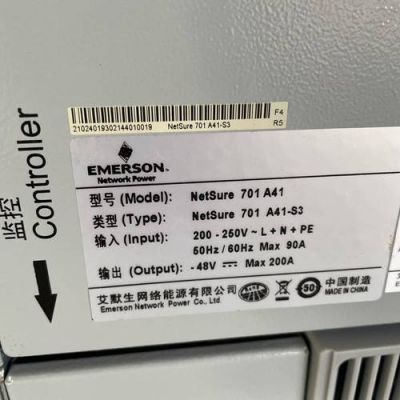 监控
Controller
21024019302144010019 NetSure 701 A41-S3
F4
R5
EMERSON
Network Power
型号 (Model): NetSure 701 A41
类型 (Type): NetSure 701 A41-S3
输入 (Input): 200 - 250V ~ L + N + PE
50Hz / 60Hz Max 90A
输出 (Output): -48V ⎓ Max 200A
艾默生网络能源有限公司
Emerson Network Power Co., Ltd.
TLC
50
中国制造
MADE IN CHINA